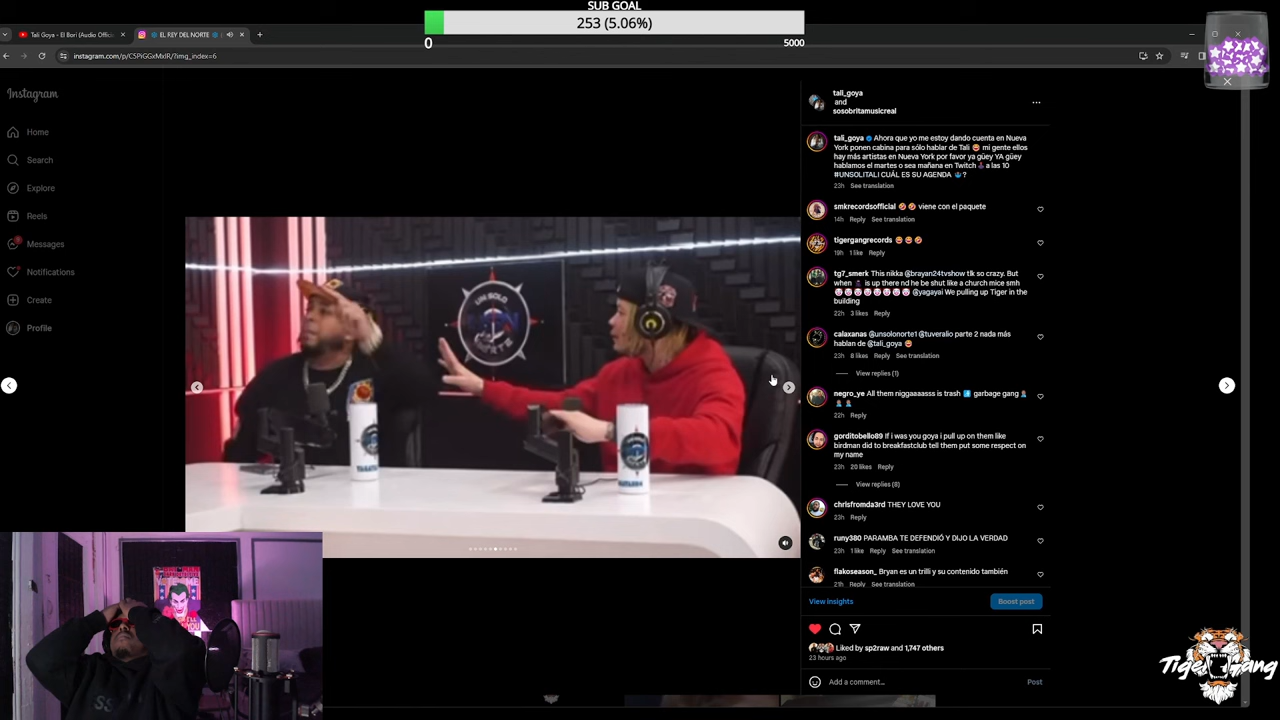 SUB GOAL
253 (5.06%)
0
5000
Tali Goya - El Bori (Audio Offici
EL REY DEL NORTE
instagram.com/p/C5PiGGxMxIR/?img_index=6
Instagram
Home
Search
Explore
Reels
Messages
Notifications
Create
Profile
tali_goya
and
sosobritamusicreal
tali_goya Ahora que yo me estoy dando cuenta en Nueva
York ponen cabina para sólo hablar de Tali 🤣 mi gente ellos
hay más artistas en Nueva York por favor ya güey YA güey
hablamos el martes o sea mañana en Twitch a las 10
#UNSOLITALI CUÁL ES SU AGENDA ?
23h See translation
smkrecordsofficial 🤣 🤣 viene con el paquete
14h Reply See translation
tigergangrecords
19h 1 like Reply
tg7_smerk This nikka @brayan24tvshow tlk so crazy. But
when is up there nd he be shut like a church mice smh
@yagayai We pulling up Tiger in the
building
22h 3 likes Reply
calaxanas @unsolonorte1 @tuveralio parte 2 nada más
hablan de @tali_goya
23h 8 likes Reply See translation
View replies (1)
negro_ye All them niggaaaasss is trash garbage gang
22h Reply
gorditobello89 If i was you goya i pull up on them like
birdman did to breakfastclub tell them put some respect on
my name
23h 20 likes Reply
View replies (8)
chrisfromda3rd THEY LOVE YOU
23h Reply
runy380 PARAMBA TE DEFENDIÓ Y DIJO LA VERDAD
23h 1 like Reply See translation
flakoseason_ Bryan es un trilli y su contenido también
21h Reply See translation
View insights
Boost post
Liked by sp2raw and 1,747 others
23 hours ago
Add a comment...
Post
Tiger Gang